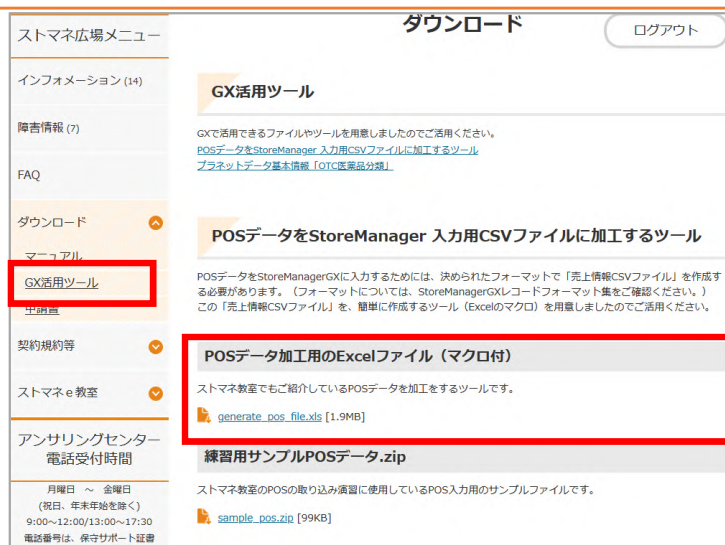 ストマネ広場メニュー
インフォメーション (14)
障害情報 (7)
FAQ
ダウンロード
マニュアル
GX活用ツール
申請書
契約規約等
ストマネｅ教室
アンサリングセンター
電話受付時間
月曜日 ～ 金曜日
(祝日、年末年始を除く)
9:00～12:00/13:00～17:30
電話番号は、保守サポート証書
ダウンロード
ログアウト
GX活用ツール
GXで活用できるファイルやツールを用意しましたのでご活用ください。
POSデータをStoreManager 入力用CSVファイルに加工するツール
プラネットデータ基本情報「OTC医薬品分類」
POSデータをStoreManager 入力用CSVファイルに加工するツール
POSデータをStoreManagerGXに入力するためには、決められたフォーマットで「売上情報CSVファイル」を作成す
る必要があります。（フォーマットについては、StoreManagerGXレコードフォーマット集をご確認ください。）
この「売上情報CSVファイル」を、簡単に作成するツール（Excelのマクロ）を用意しましたのでご活用ください。
POSデータ加工用のExcelファイル（マクロ付）
ストマネ教室でもご紹介しているPOSデータを加工をするツールです。
generate_pos_file.xls [1.9MB]
練習用サンプルPOSデータ.zip
ストマネ教室のPOSの取り込み演習に使用しているPOS入力用のサンプルファイルです。
sample_pos.zip [99KB]